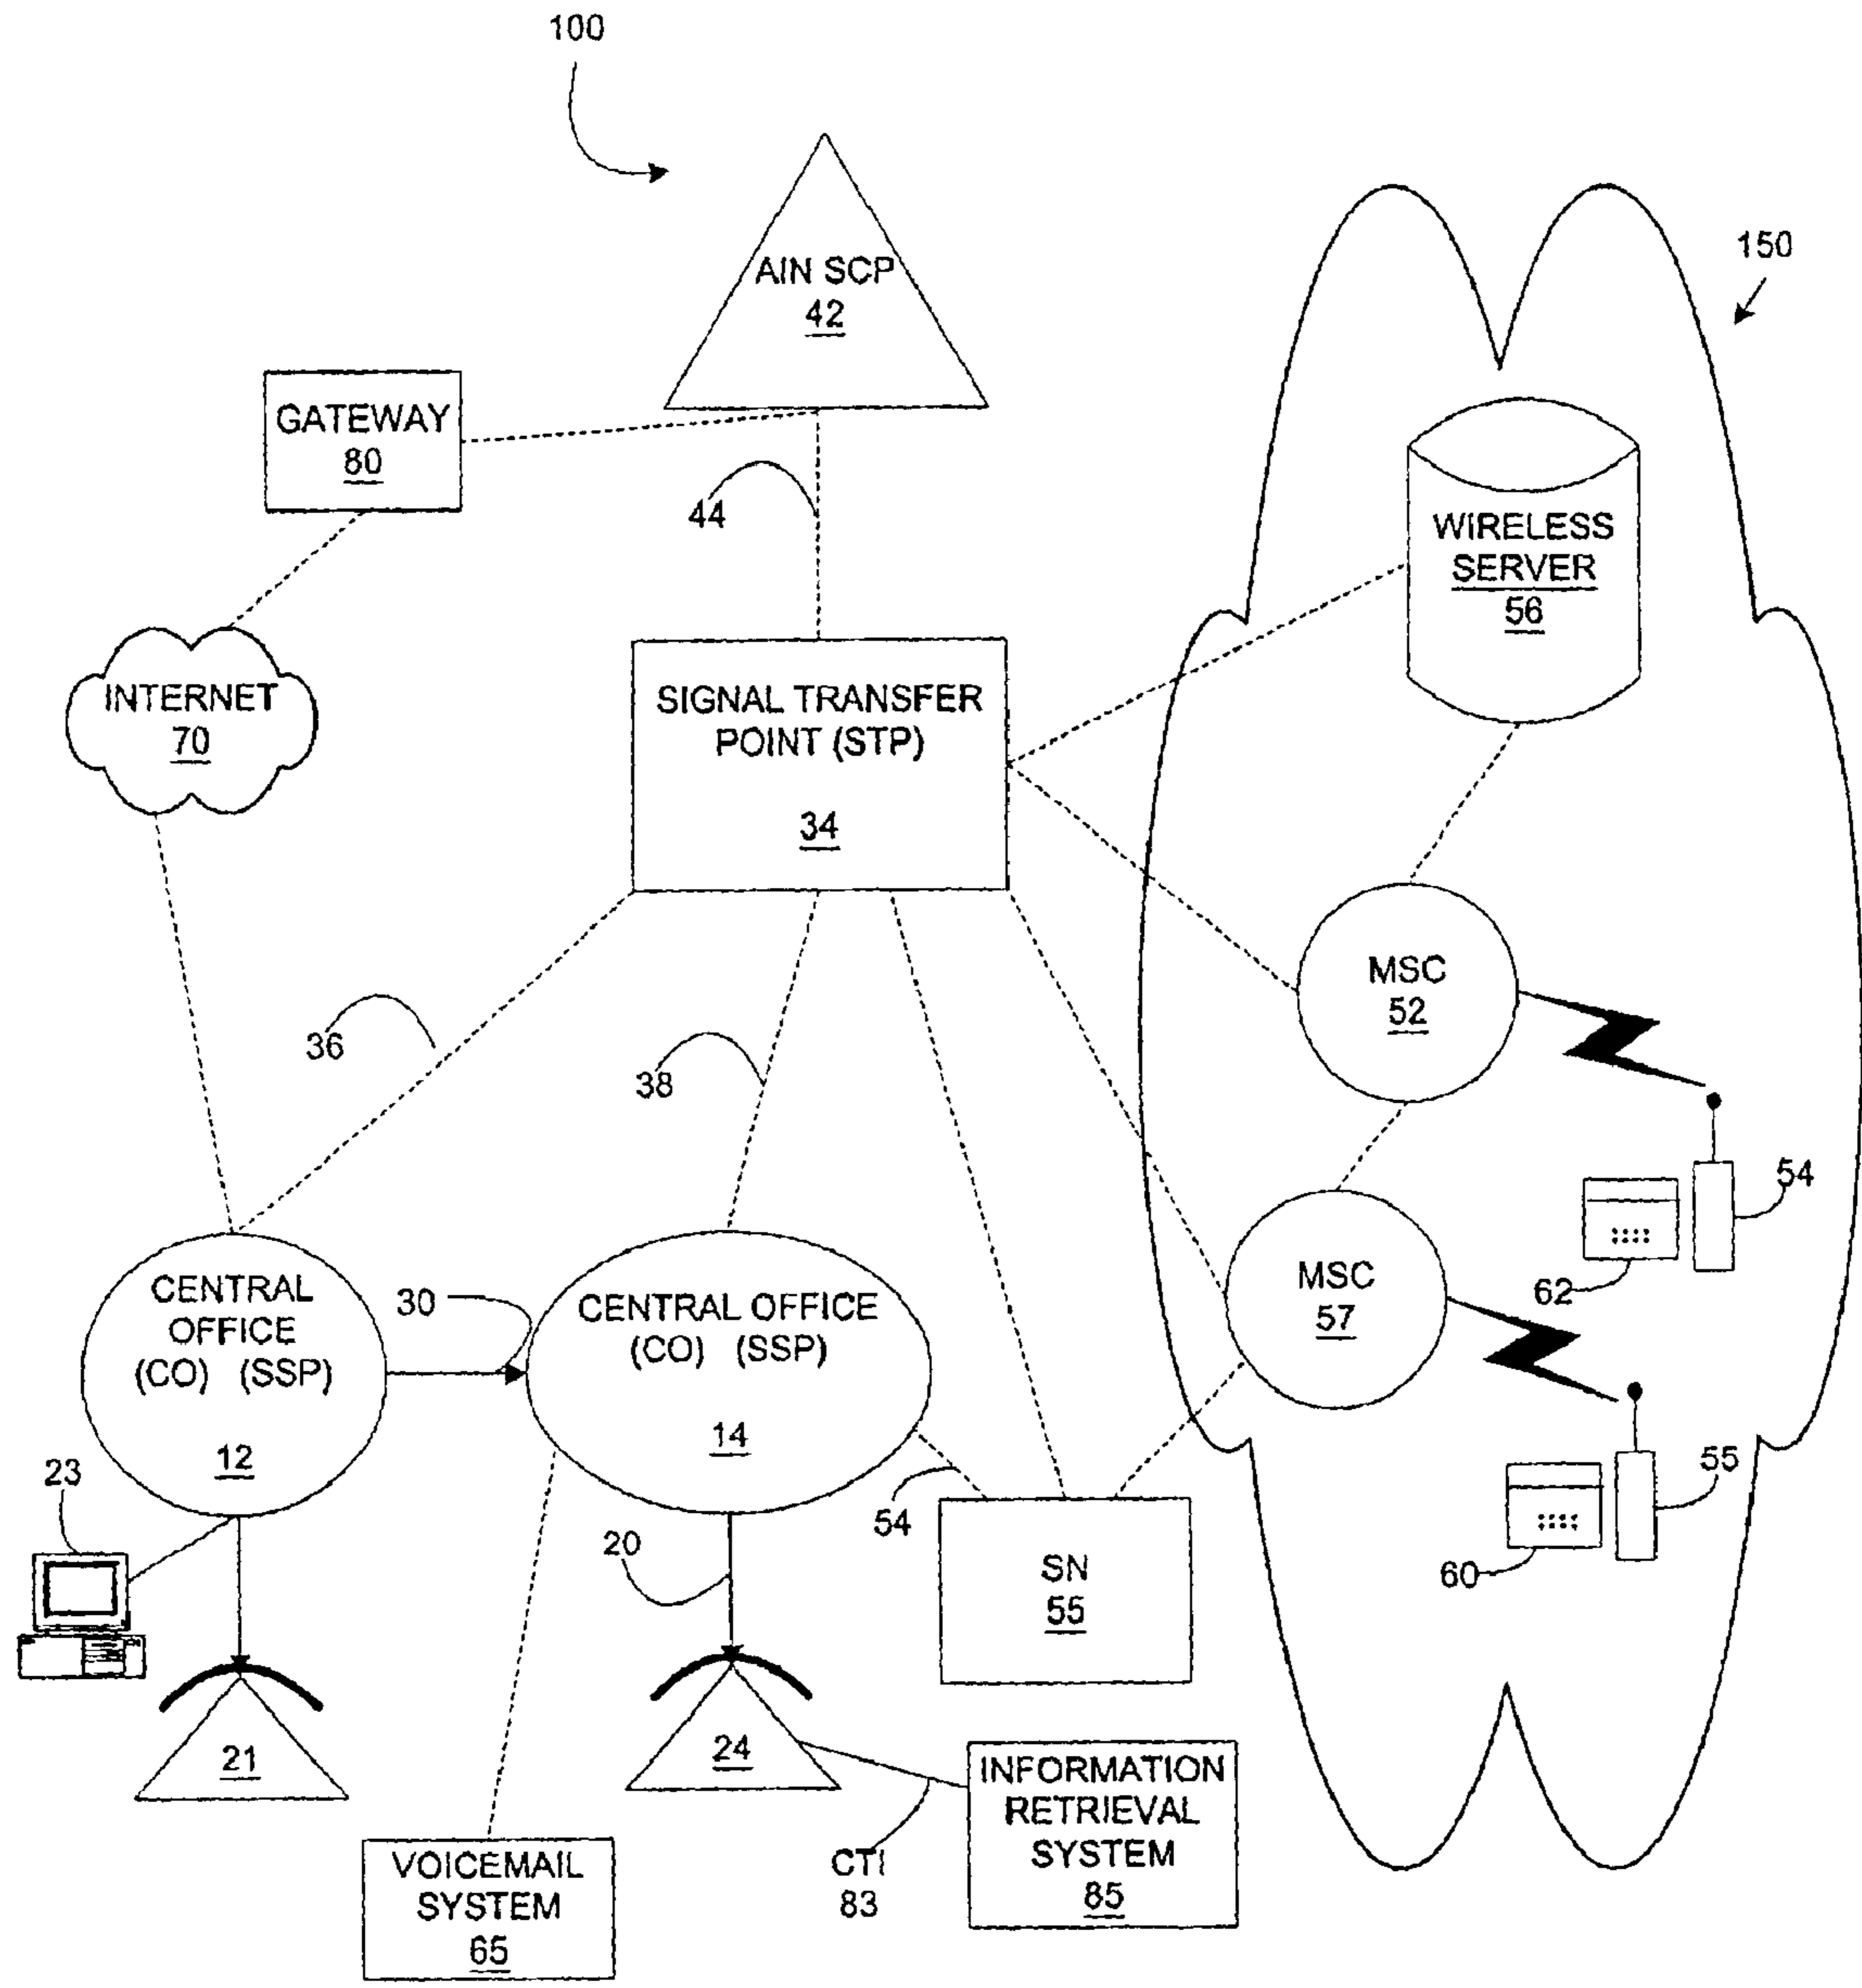 100
AIN SCP
42
150
GATEWAY
80
44
WIRELESS
SERVER
56
INTERNET
70
SIGNAL TRANSFER
POINT (STP)
34
36
38
MSC
52
54
62
CENTRAL
OFFICE
(CO) (SSP)
12
30
CENTRAL OFFICE
(CO) (SSP)
14
MSC
57
55
60
23
20
54
SN
55
21
24
INFORMATION
RETRIEVAL
SYSTEM
85
CTI
83
VOICEMAIL
SYSTEM
65